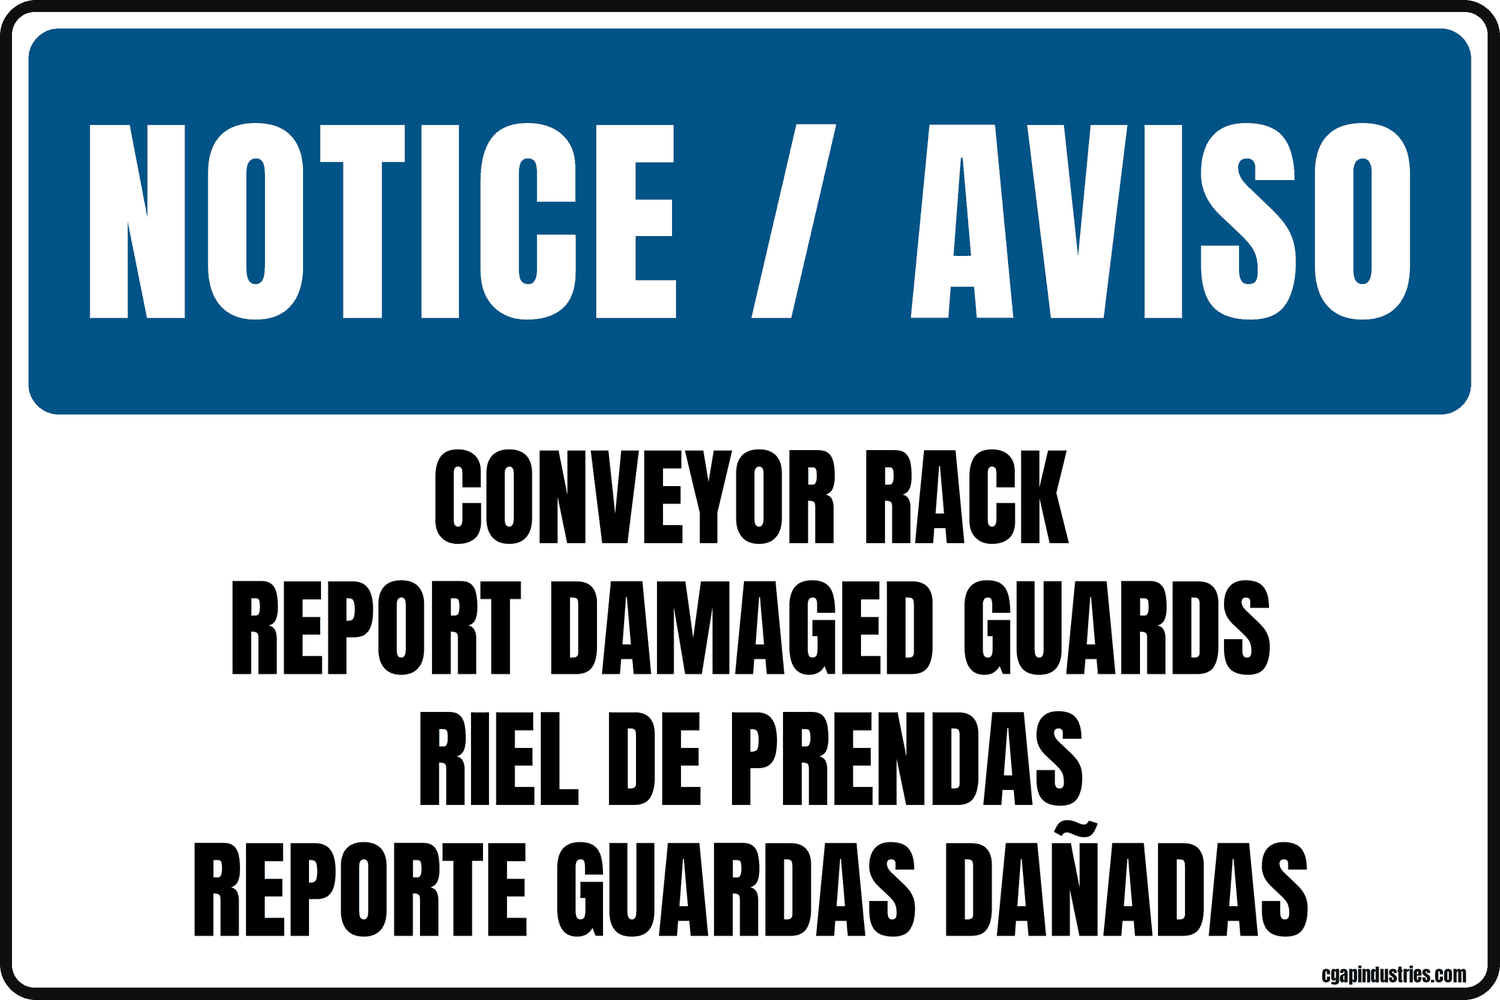 NOTICE / AVISO
CONVEYOR RACK
REPORT DAMAGED GUARDS
RIEL DE PRENDAS
REPORTE GUARDAS DAÑADAS
cgapindustries.com